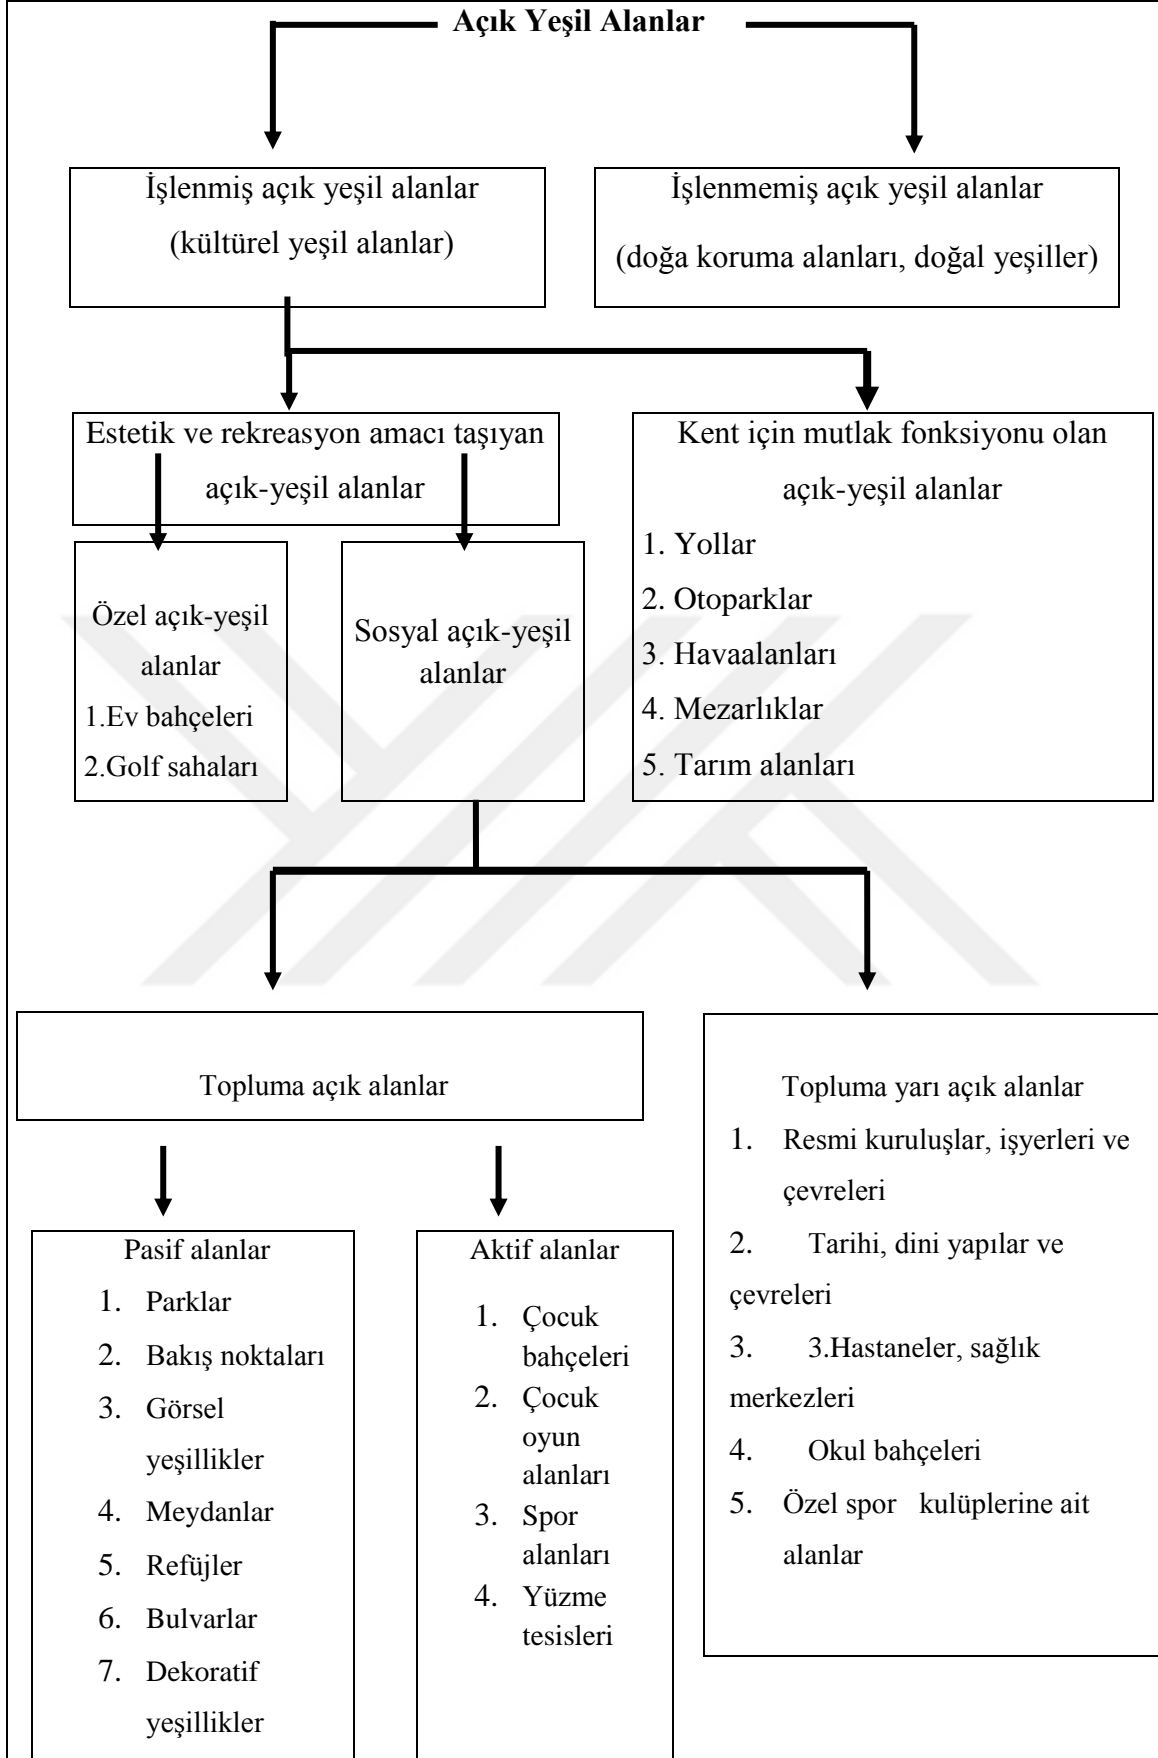 Açık Yeşil Alanlar
İşlenmiş açık yeşil alanlar
(kültürel yeşil alanlar)
İşlenmemiş açık yeşil alanlar
(doğa koruma alanları, doğal yeşiller)
Estetik ve rekreasyon amacı taşıyan
açık-yeşil alanlar
Kent için mutlak fonksiyonu olan
açık-yeşil alanlar
1. Yollar
2. Otoparklar
3. Havaalanları
4. Mezarlıklar
5. Tarım alanları
Özel açık-yeşil
alanlar
1.Ev bahçeleri
2.Golf sahaları
Sosyal açık-yeşil
alanlar
Topluma açık alanlar
Topluma yarı açık alanlar
1. Resmi kuruluşlar, işyerleri ve
çevreleri
2. Tarihi, dini yapılar ve
çevreleri
3. 3.Hastaneler, sağlık
merkezleri
4. Okul bahçeleri
5. Özel spor kulüplerine ait
alanlar
Pasif alanlar
1. Parklar
2. Bakış noktaları
3. Görsel
yeşillikler
4. Meydanlar
5. Refüjler
6. Bulvarlar
7. Dekoratif
yeşillikler
Aktif alanlar
1. Çocuk
bahçeleri
2. Çocuk
oyun
alanları
3. Spor
alanları
4. Yüzme
tesisleri